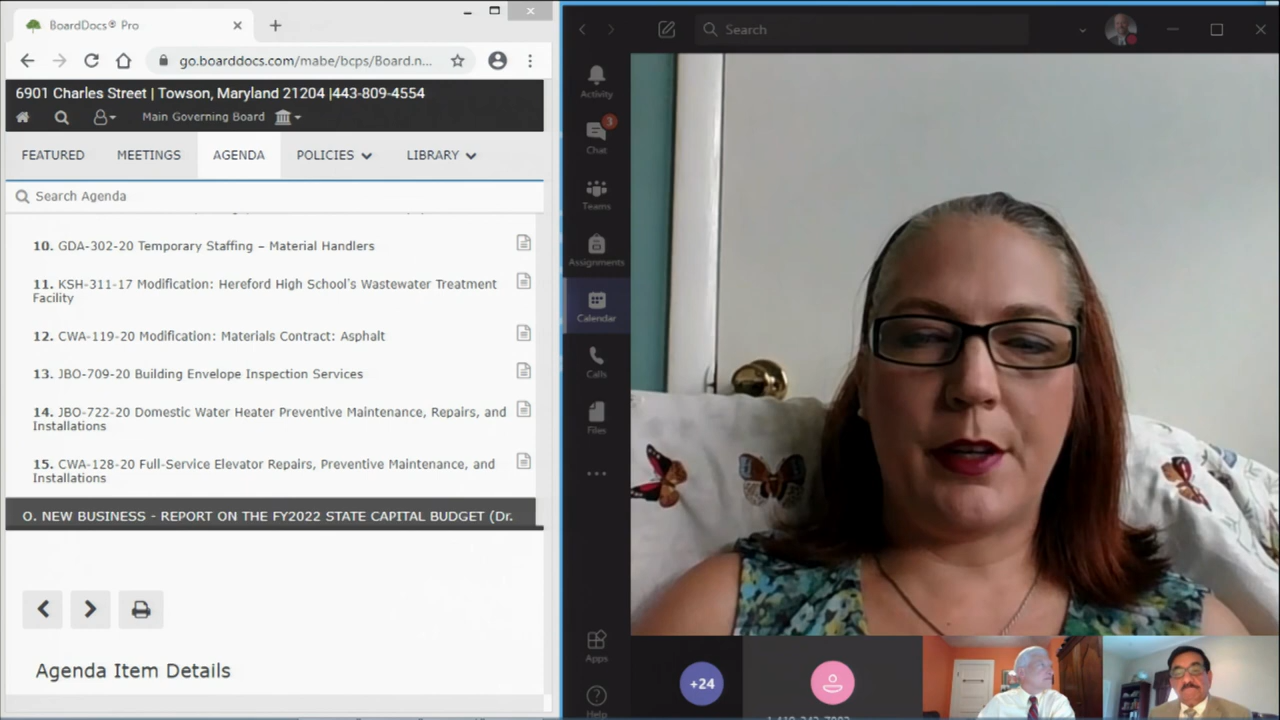 BoardDocs® Pro
go.boarddocs.com/mabe/bcps/Board.n...
6901 Charles Street | Towson, Maryland 21204 |443-809-4554
Main Governing Board
FEATURED MEETINGS AGENDA POLICIES LIBRARY
Search Agenda
10. GDA-302-20 Temporary Staffing – Material Handlers
11. KSH-311-17 Modification: Hereford High School's Wastewater Treatment
Facility
12. CWA-119-20 Modification: Materials Contract: Asphalt
13. JBO-709-20 Building Envelope Inspection Services
14. JBO-722-20 Domestic Water Heater Preventive Maintenance, Repairs, and
Installations
15. CWA-128-20 Full-Service Elevator Repairs, Preventive Maintenance, and
Installations
O. NEW BUSINESS - REPORT ON THE FY2022 STATE CAPITAL BUDGET (Dr.
Agenda Item Details
Search
Activity
3
Chat
Teams
Assignments
Calendar
Calls
Files
Apps
Help
+24